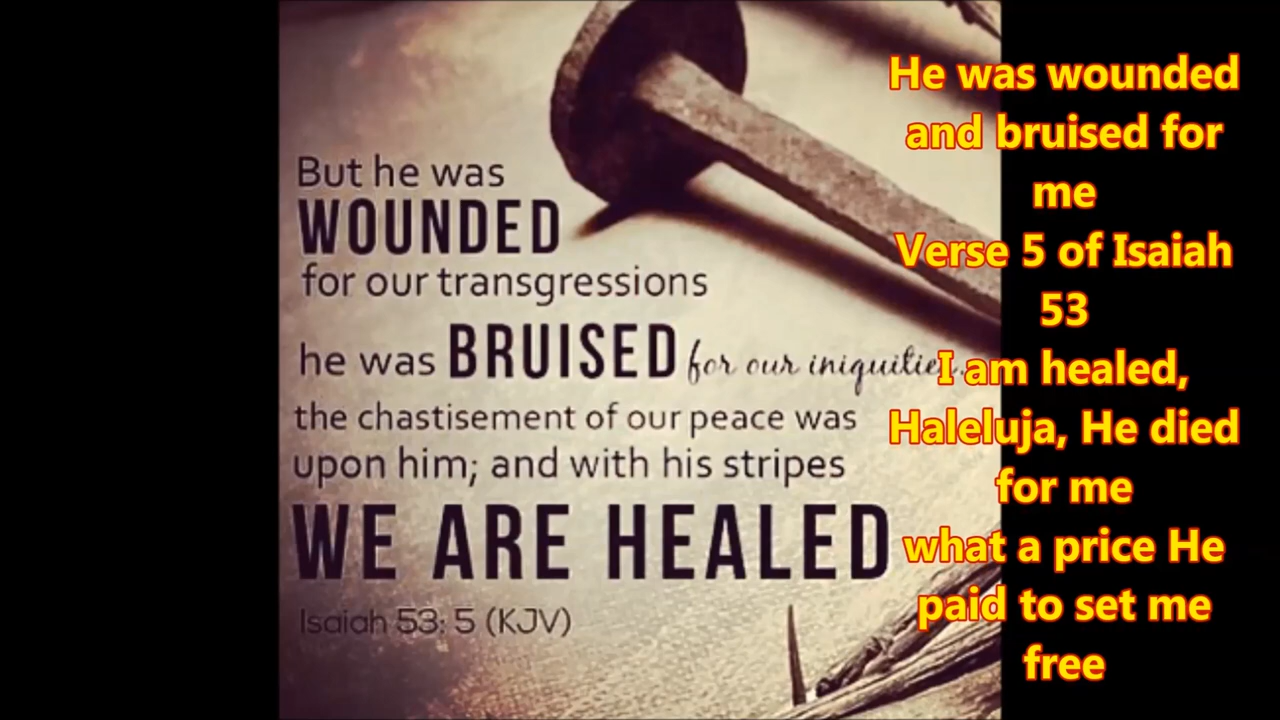 But he was
WOUNDED
for our transgressions
he was BRUISED for our iniquities.
the chastisement of our peace was
upon him; and with his stripes
WE ARE HEALED
Isaiah 53: 5 (KJV)
He was wounded
and bruised for
me
Verse 5 of Isaiah
53
I am healed,
Haleluja, He died
for me
what a price He
paid to set me
free